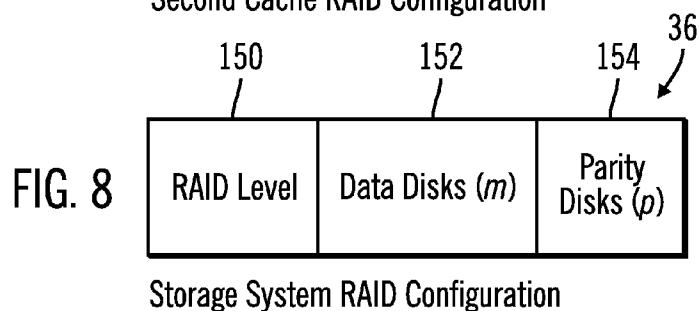 Second Cache RAID Configuration
36
150 152 154
FIG. 8 RAID Level Data Disks (m) Parity Disks (p)
Storage System RAID Configuration